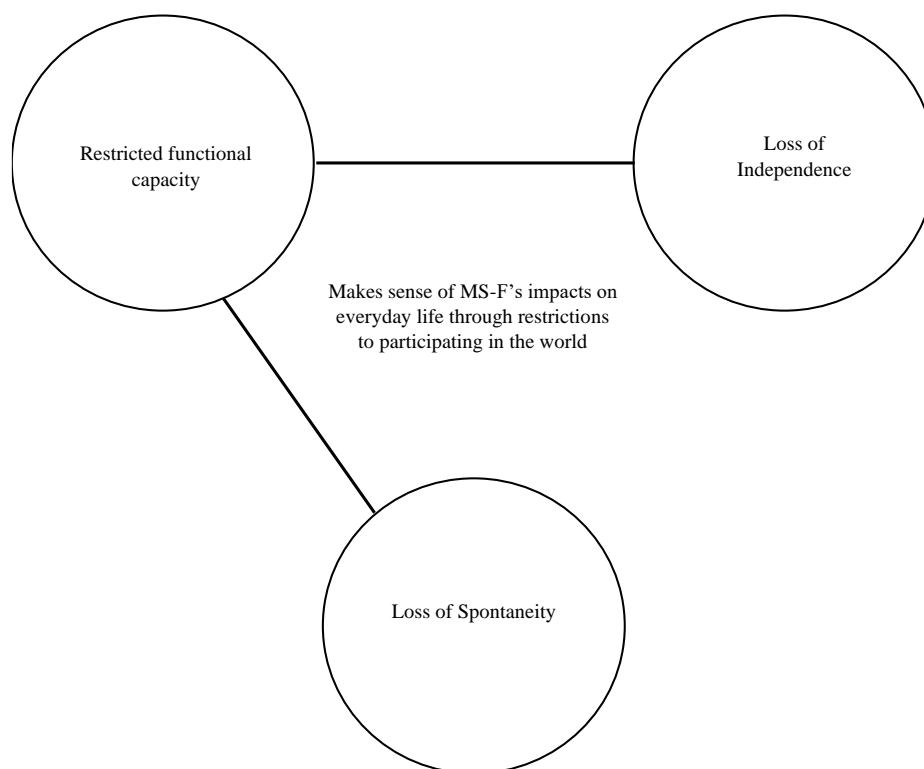 Restricted functional
capacity
Loss of
Independence
Makes sense of MS-F’s impacts on
everyday life through restrictions
to participating in the world
Loss of Spontaneity